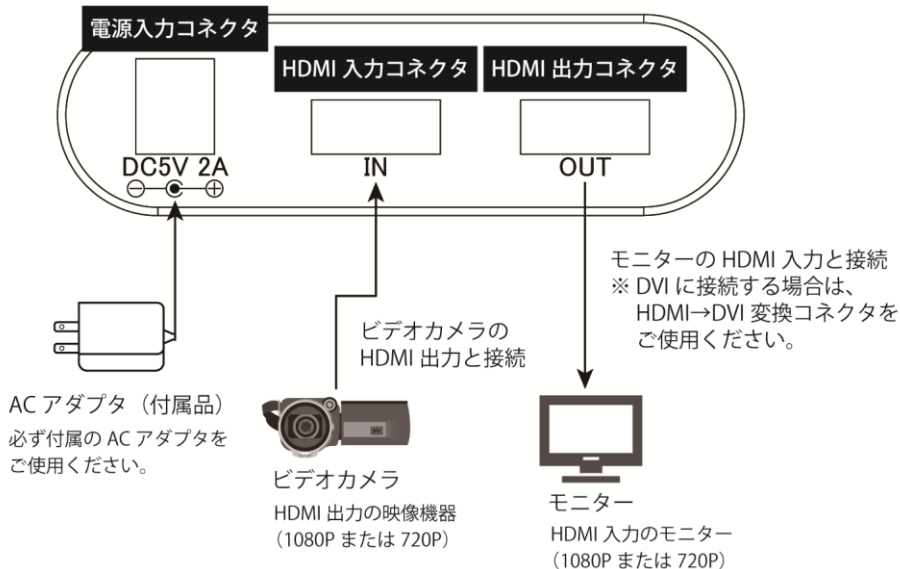 電源入力コネクタ
HDMI 入力コネクタ
HDMI 出力コネクタ
DC5V 2A
IN
OUT
モニターの HDMI 入力と接続
※ DVI に接続する場合は、
HDMI→DVI 変換コネクタを
ご使用ください。
ビデオカメラの
HDMI 出力と接続
AC アダプタ（付属品）
必ず付属の AC アダプタを
ご使用ください。
ビデオカメラ
HDMI 出力の映像機器
（1080P または 720P）
モニター
HDMI 入力のモニター
（1080P または 720P）